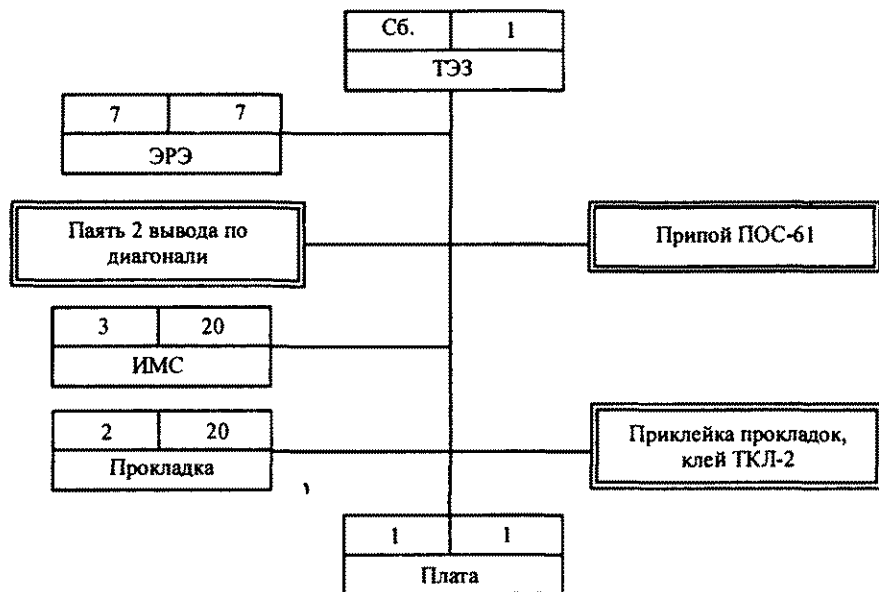 Сб. 1
ТЭЗ
7 7
ЭРЭ
Паять 2 вывода по
диагонали
Припой ПОС-61
3 20
ИМС
2 20
Прокладка
Приклейка прокладок,
клей ТКЛ-2
1 1
Плата